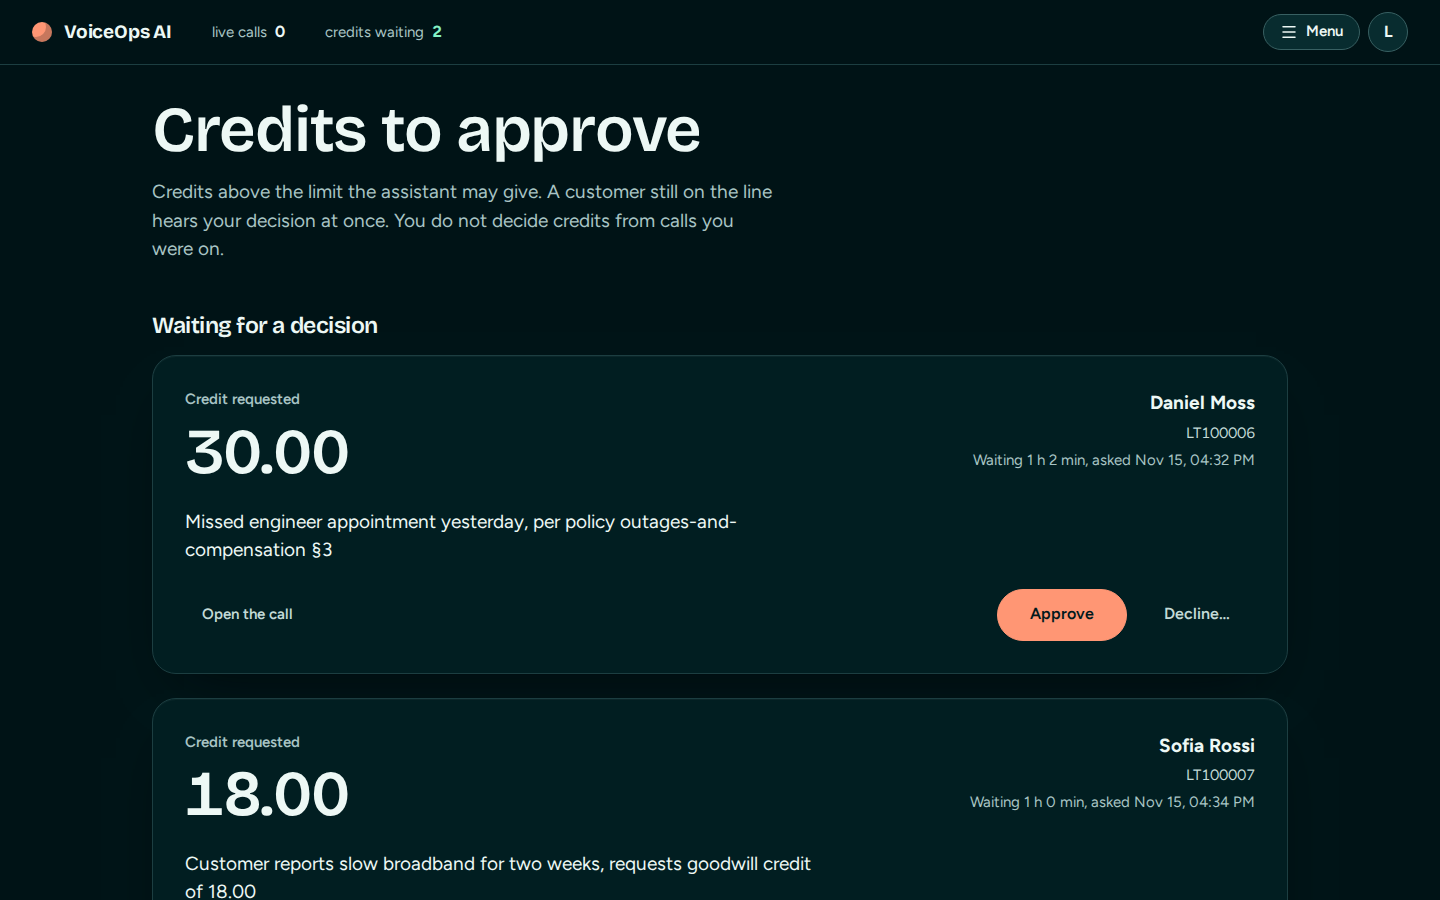 VoiceOps AI
live calls 0
credits waiting 2
Menu
L
Credits to approve
Credits above the limit the assistant may give. A customer still on the line
hears your decision at once. You do not decide credits from calls you
were on.
Waiting for a decision
Credit requested
30.00
Daniel Moss
LT100006
Waiting 1 h 2 min, asked Nov 15, 04:32 PM
Missed engineer appointment yesterday, per policy outages-and-
compensation §3
Open the call
Approve
Decline...
Credit requested
18.00
Sofia Rossi
LT100007
Waiting 1 h 0 min, asked Nov 15, 04:34 PM
Customer reports slow broadband for two weeks, requests goodwill credit
of 18.00